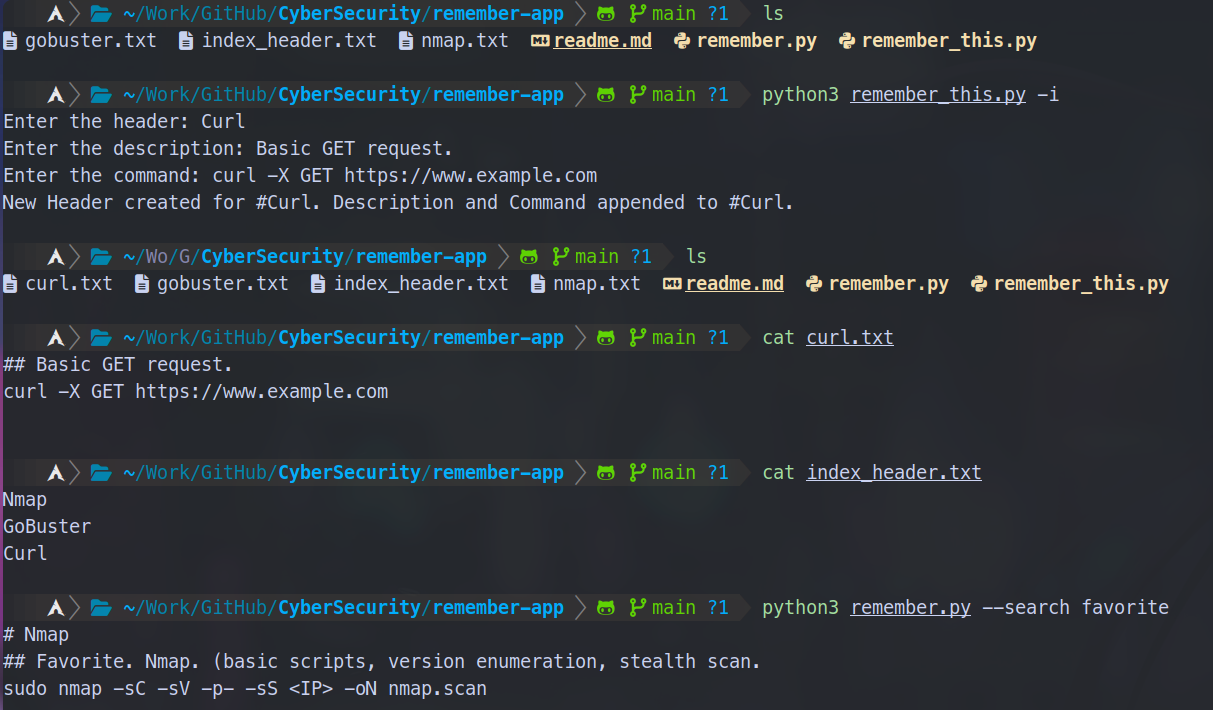 ~/Work/GitHub/CyberSecurity/remember-app main ?1 ls
gobuster.txt index_header.txt nmap.txt readme.md remember.py remember_this.py
~/Work/GitHub/CyberSecurity/remember-app main ?1 python3 remember_this.py -i
Enter the header: Curl
Enter the description: Basic GET request.
Enter the command: curl -X GET https://www.example.com
New Header created for #Curl. Description and Command appended to #Curl.
~/Wo/G/CyberSecurity/remember-app main ?1 ls
curl.txt gobuster.txt index_header.txt nmap.txt readme.md remember.py remember_this.py
~/Work/GitHub/CyberSecurity/remember-app main ?1 cat curl.txt
## Basic GET request.
curl -X GET https://www.example.com
~/Work/GitHub/CyberSecurity/remember-app main ?1 cat index_header.txt
Nmap
GoBuster
Curl
~/Work/GitHub/CyberSecurity/remember-app main ?1 python3 remember.py --search favorite
# Nmap
## Favorite. Nmap. (basic scripts, version enumeration, stealth scan.
sudo nmap -sC -sV -p- -sS <IP> -oN nmap.scan